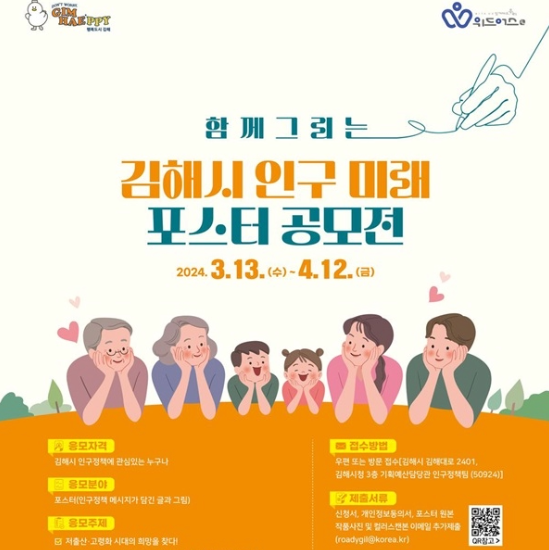 DON'T WORRY
GIM
HAE'PPY
행복도시 김해
위드어스
함께그리는
김해시 인구 미래
포스터 공모전
2024. 3.13.(수) ~ 4.12.(금)
응모자격
김해시 인구정책에 관심있는 누구나
응모분야
포스터(인구정책 메시지가 담긴 글과 그림)
응모주제
저출산·고령화 시대의 희망을 찾다!
접수방법
우편 또는 방문 접수[김해시 김해대로 2401,
김해시청 3층 기획예산담당관 인구정책팀 (50924)]
제출서류
신청서, 개인정보동의서, 포스터 원본
작품사진 및 컬러스캔본 이메일 추가제출
(roadygil@korea.kr)
QR참고 >